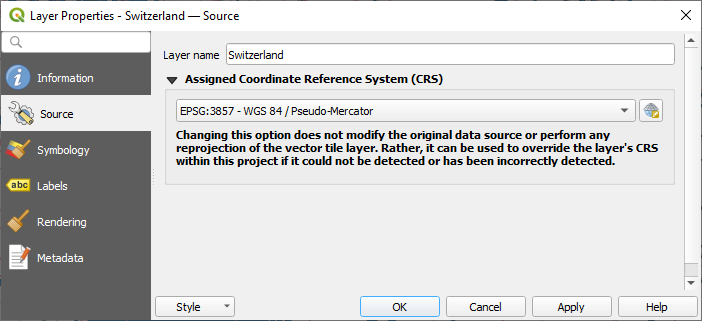 Layer Properties - Switzerland — Source
Information
Source
Symbology
abc Labels
Rendering
Metadata
Layer name Switzerland
Assigned Coordinate Reference System (CRS)
EPSG:3857 - WGS 84 / Pseudo-Mercator
Changing this option does not modify the original data source or perform any
reprojection of the vector tile layer. Rather, it can be used to override the layer's CRS
within this project if it could not be detected or has been incorrectly detected.
Style OK Cancel Apply Help